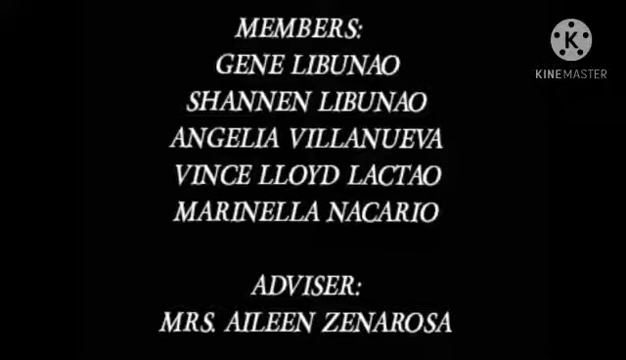 MEMBERS:
GENE LIBUNAO
SHANNEN LIBUNAO
ANGELIA VILLANUEVA
VINCE LLOYD LACTAO
MARINELLA NACARIO
ADVISER:
MRS. AILEEN ZENAROSA
K
KINEMASTER